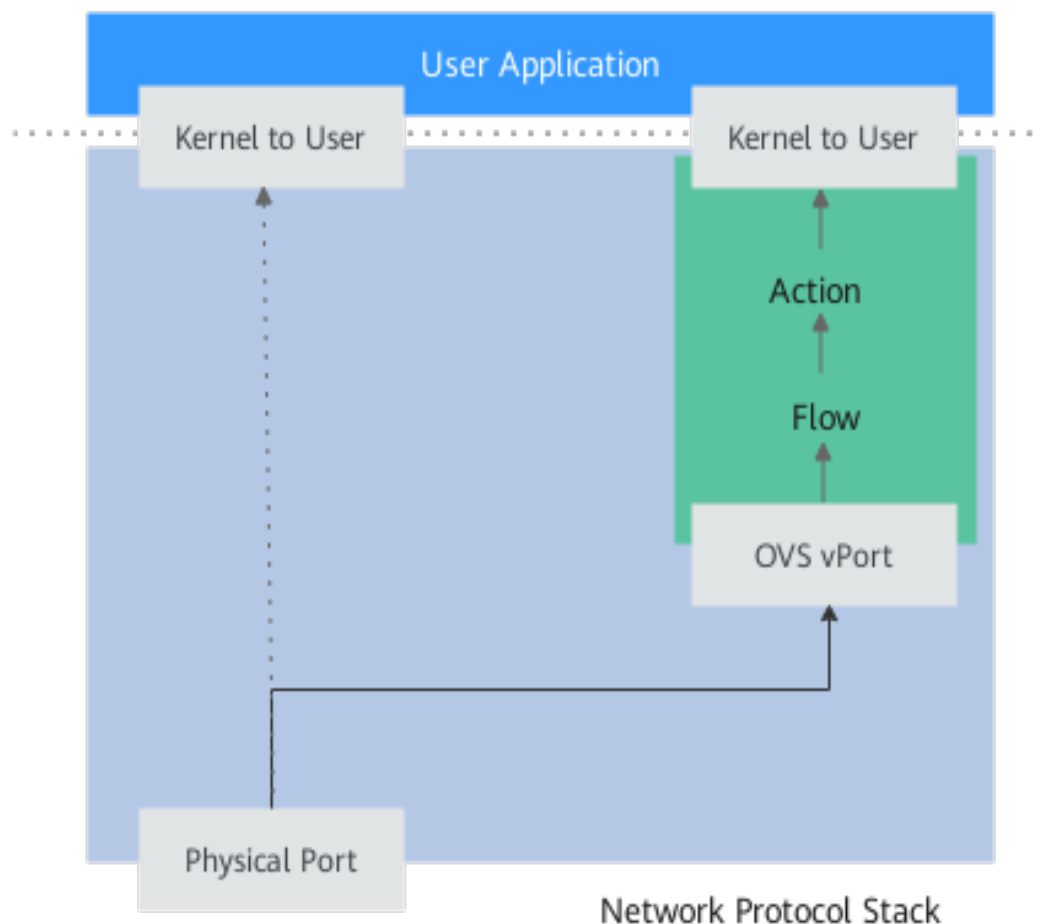 User Application
Kernel to User
Kernel to User
Action
Flow
OVS vPort
Physical Port
Network Protocol Stack